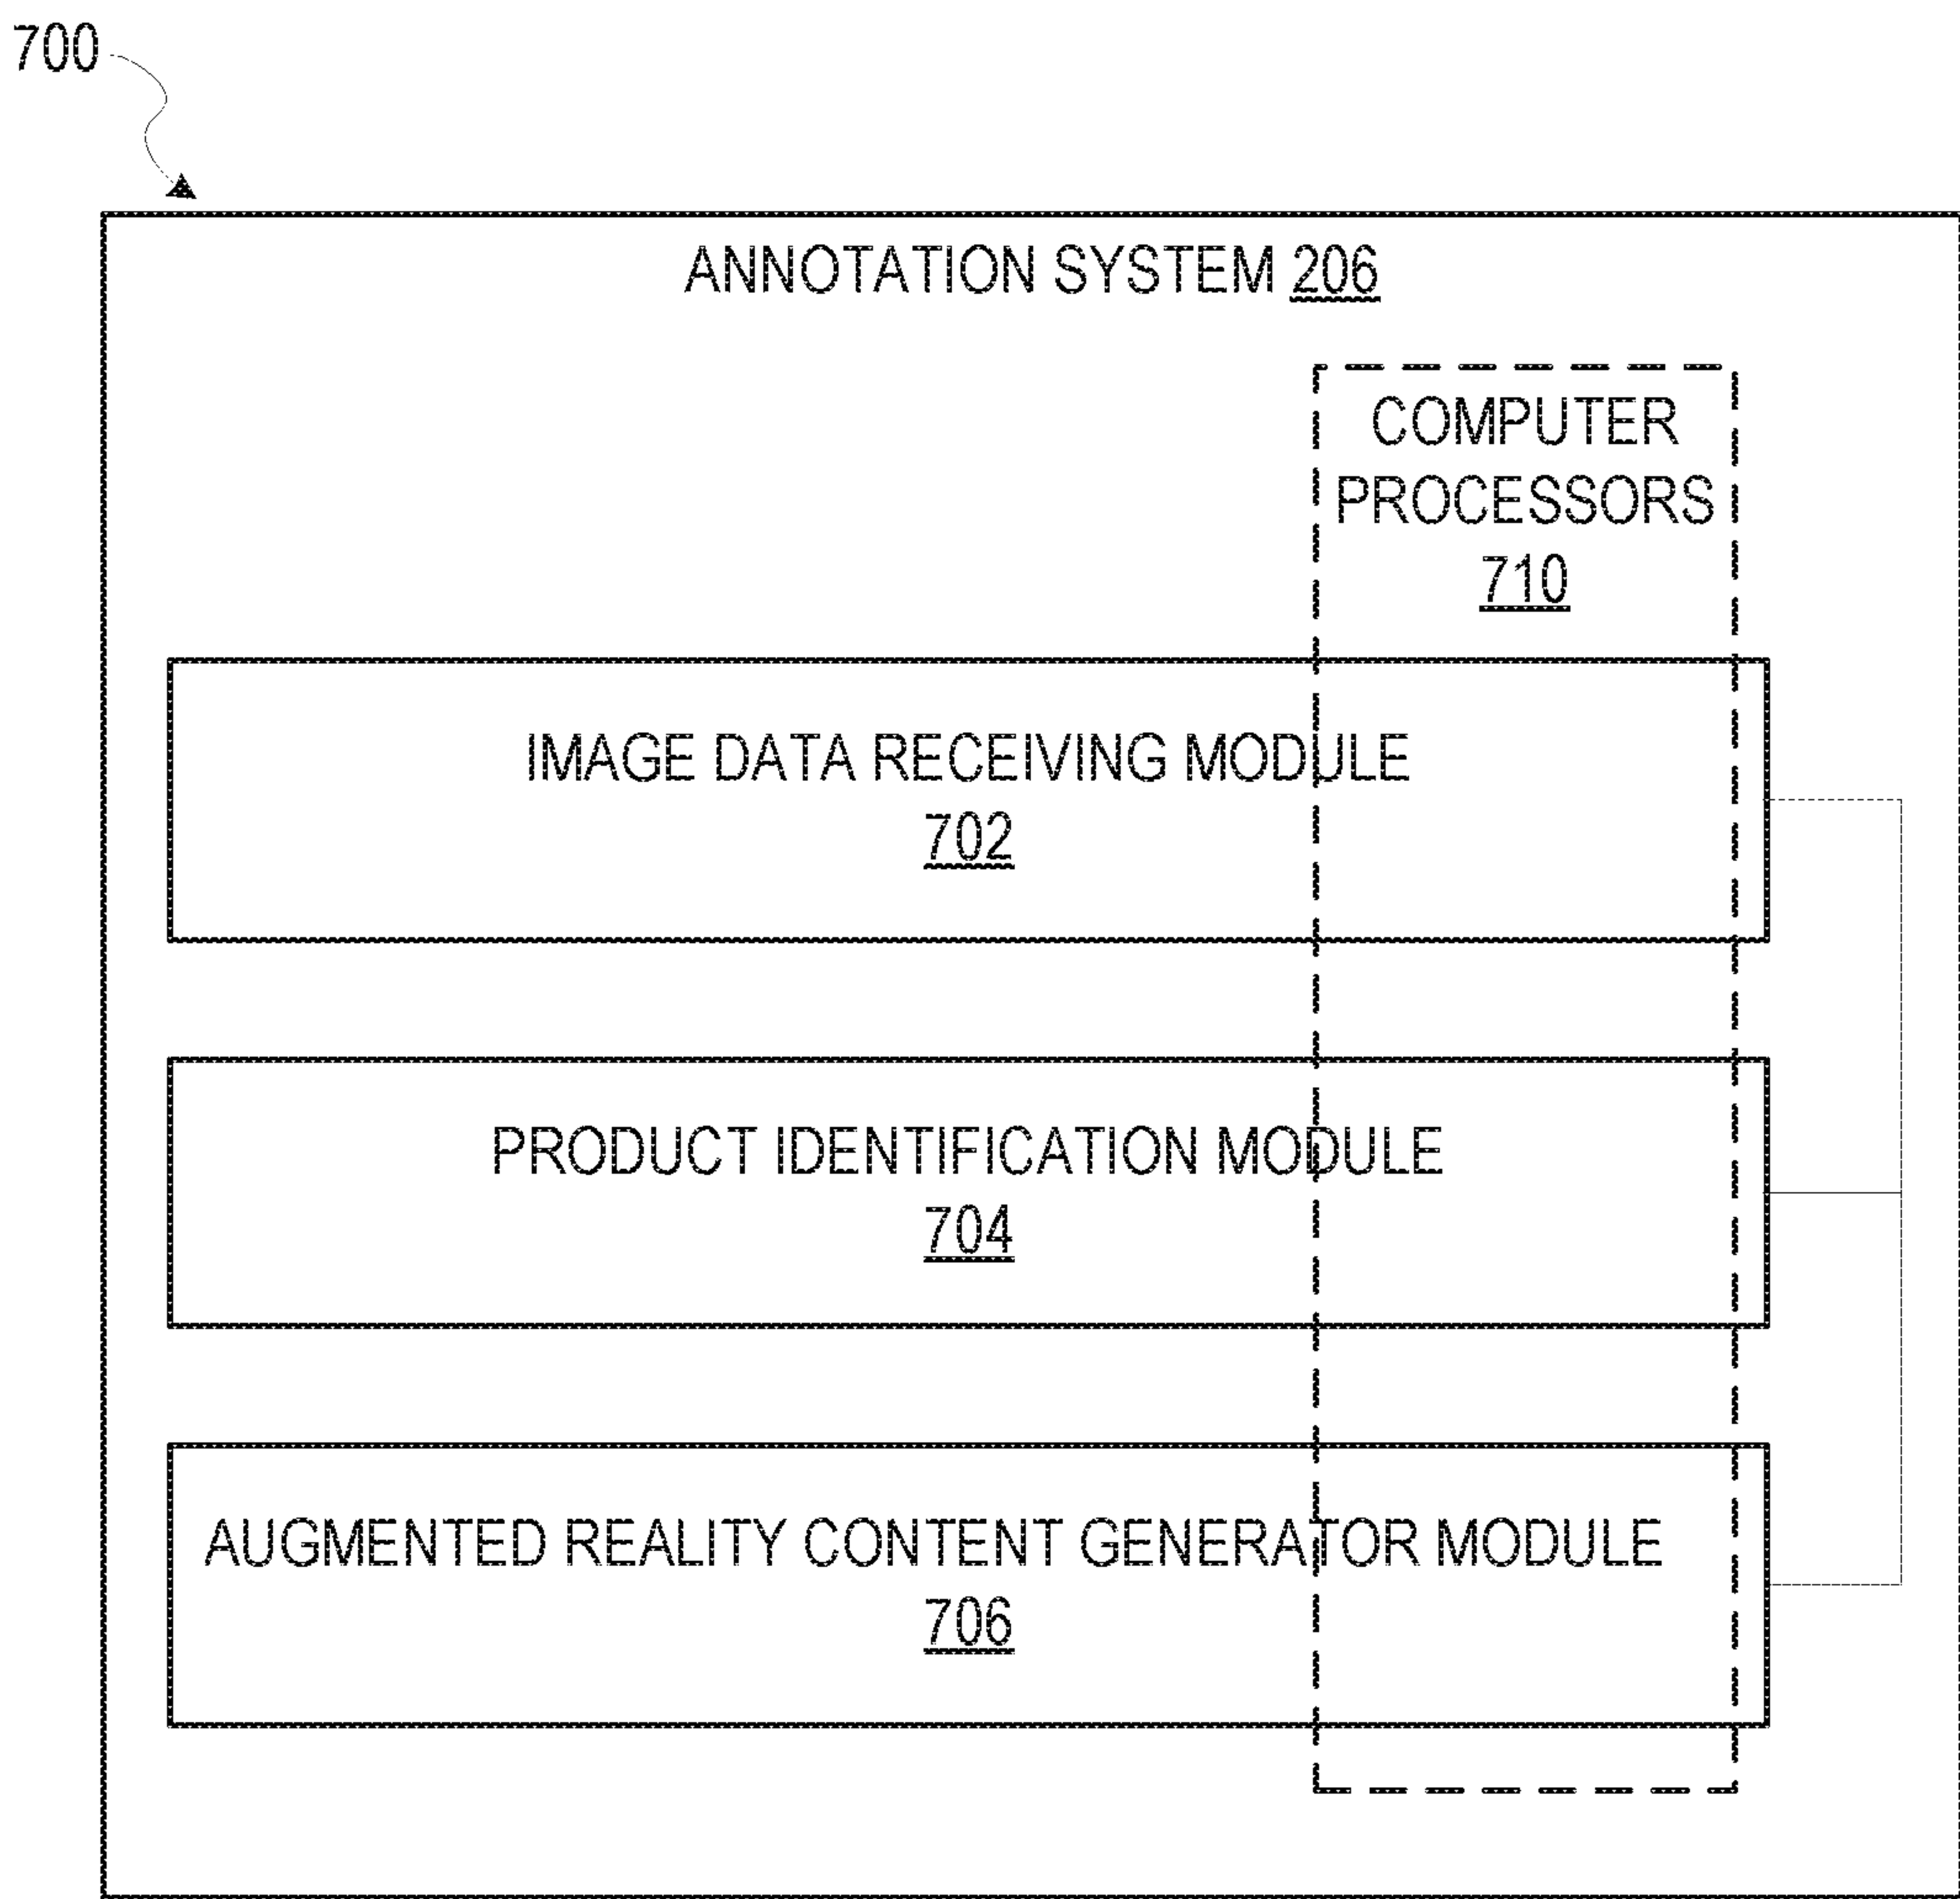 700
ANNOTATION SYSTEM 206
COMPUTER
PROCESSORS
710
IMAGE DATA RECEIVING MODULE
702
PRODUCT IDENTIFICATION MODULE
704
AUGMENTED REALITY CONTENT GENERATOR MODULE
706